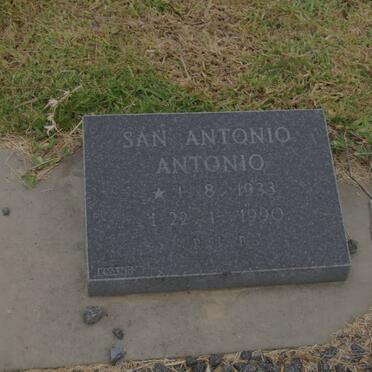 SAN ANTONIO
ANTONIO
★ 1 - 8 - 1933
† 22 - 1 - 1990
R. I. P.